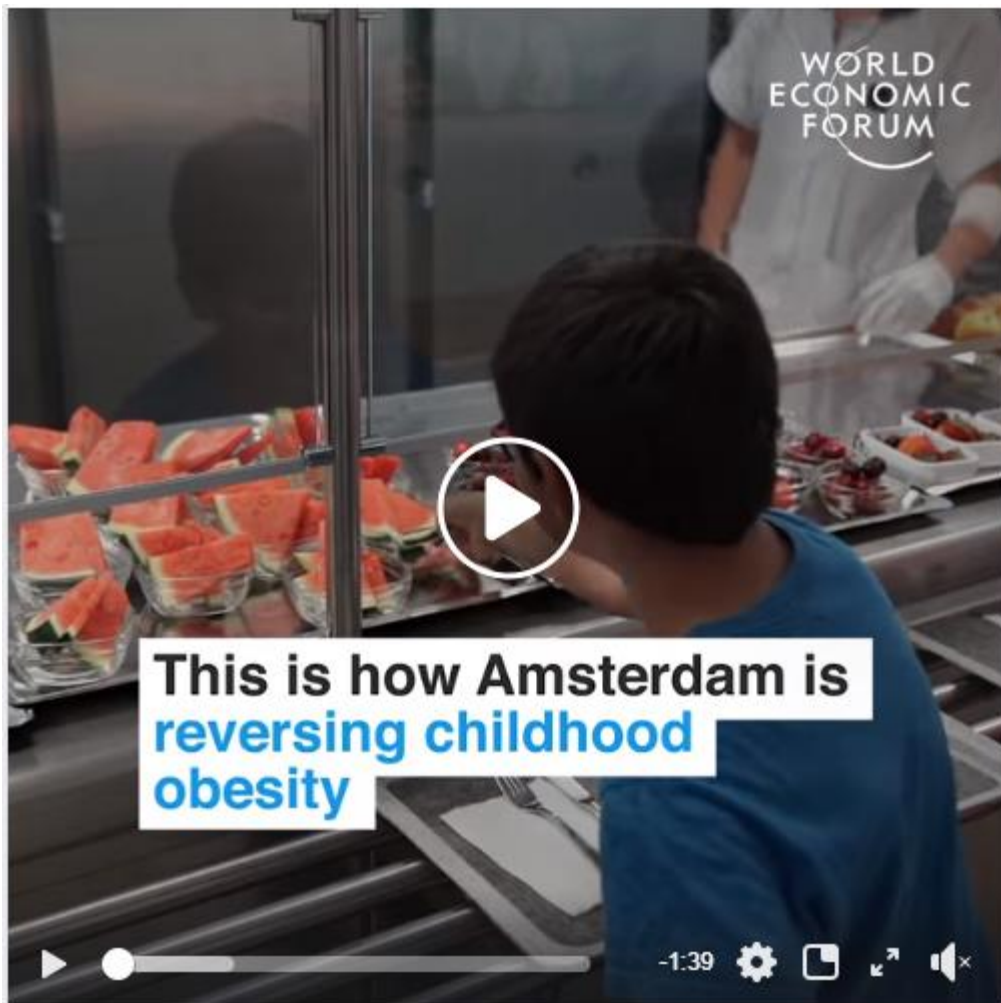 WORLD
ECONOMIC
FORUM
This is how Amsterdam is
reversing childhood
obesity
-1:39